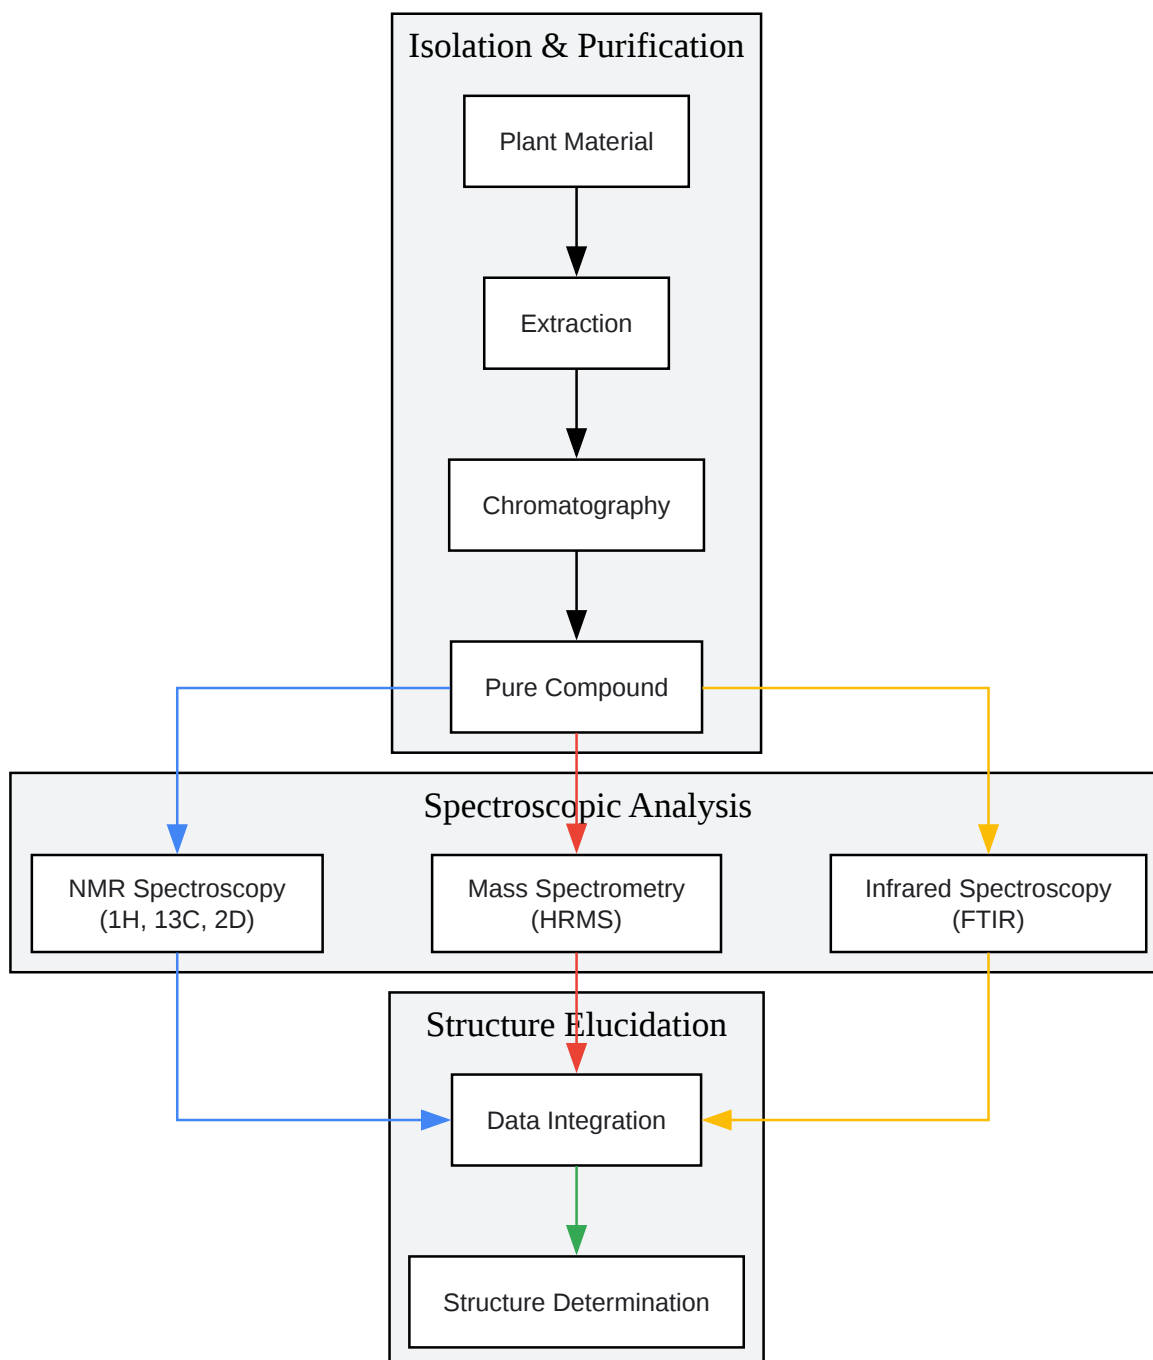 Isolation & Purification
Plant Material
Extraction
Chromatography
Pure Compound
Spectroscopic Analysis
NMR Spectroscopy
(1H, 13C, 2D)
Mass Spectrometry
(HRMS)
Infrared Spectroscopy
(FTIR)
Structure Elucidation
Data Integration
Structure Determination